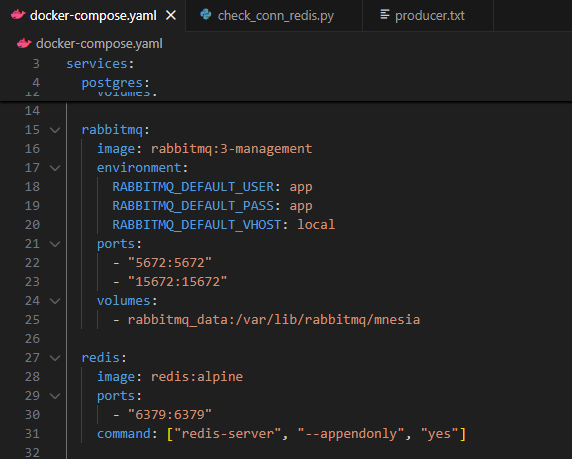 docker-compose.yaml
check_conn_redis.py
producer.txt
docker-compose.yaml
3 services:
4 postgres:
12 volumes:
14
15 rabbitmq:
16 image: rabbitmq:3-management
17 environment:
18 RABBITMQ_DEFAULT_USER: app
19 RABBITMQ_DEFAULT_PASS: app
20 RABBITMQ_DEFAULT_VHOST: local
21 ports:
22 - "5672:5672"
23 - "15672:15672"
24 volumes:
25 - rabbitmq_data:/var/lib/rabbitmq/mnesia
26
27 redis:
28 image: redis:alpine
29 ports:
30 - "6379:6379"
31 command: ["redis-server", "--appendonly", "yes"]
32